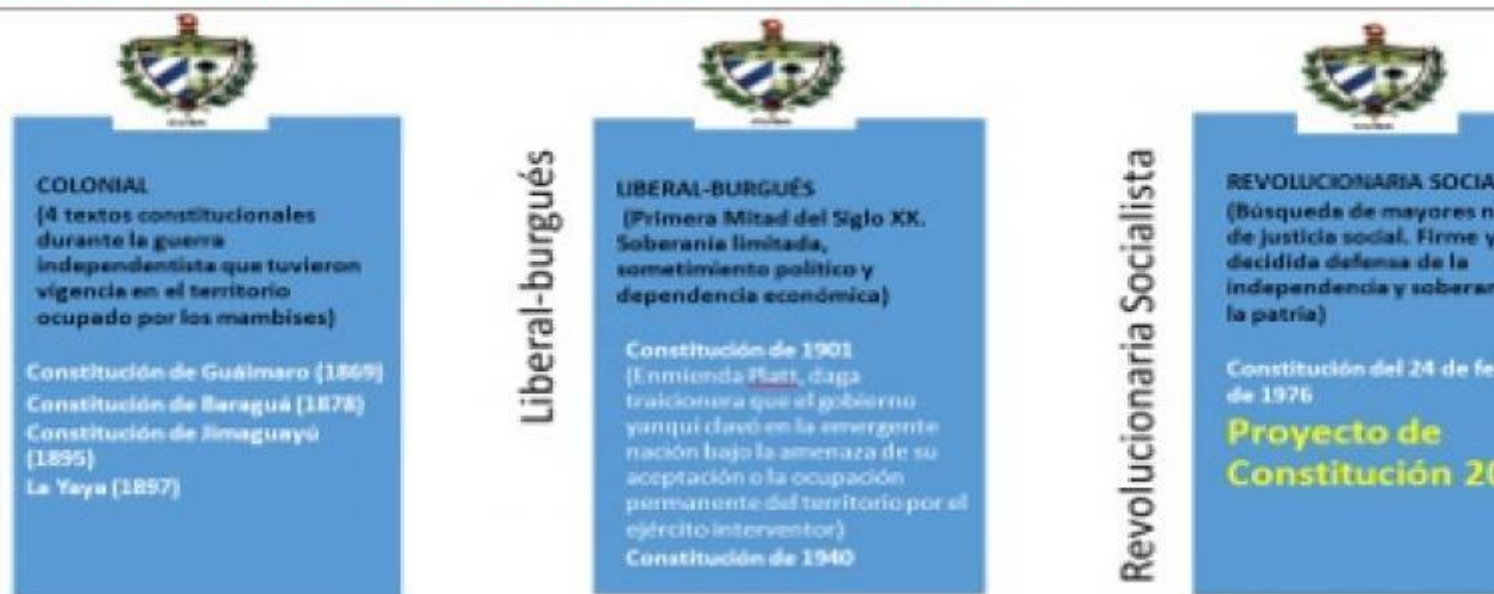 COLONIAL
(4 textos constitucionales
durante la guerra
independentista que tuvieron
vigencia en el territorio
ocupado por los mambises)
Constitución de Guáimaro (1869)
Constitución de Baraguá (1878)
Constitución de Jimaguayú
(1895)
La Yaya (1897)
Liberal-burgués
LIBERAL-BURGUÉS
(Primera Mitad del Siglo XX.
Soberanía limitada,
sometimiento político y
dependencia económica)
Constitución de 1901
(Enmienda Platt, daga
traicionera que el gobierno
yanqui clavó en la emergente
nación bajo la amenaza de su
aceptación o la ocupación
permanente del territorio por el
ejército interventor)
Constitución de 1940
Revolucionaria Socialista
REVOLUCIONARIA
(Búsqueda de mayores
de justicia social. Firme y
decidida defensa de la
independencia y
la patria)
Constitución del 24 de
de 1976
Proyecto de
Constitución